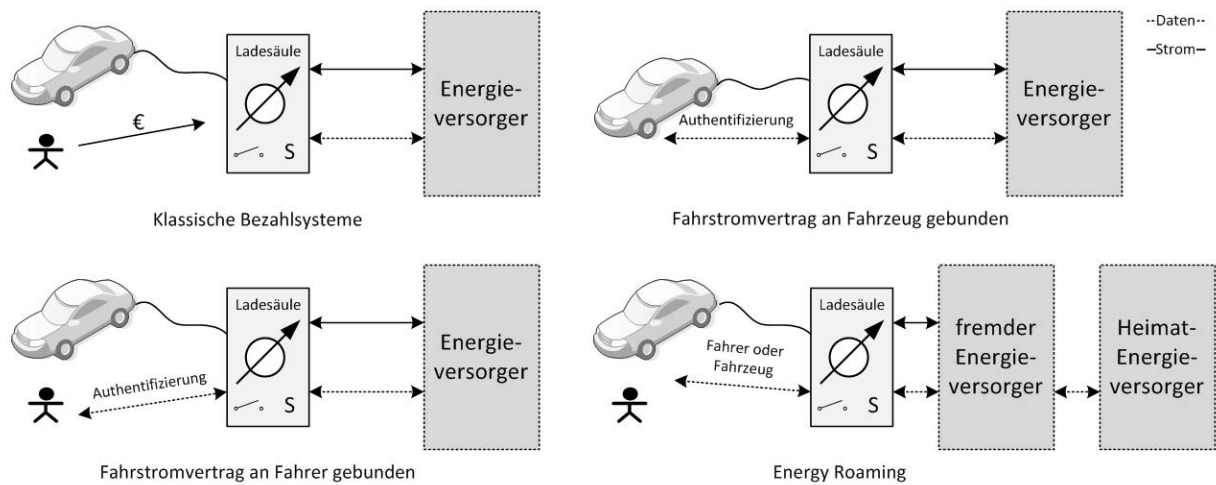 Ladesäule
€
S
Energie-
versorger
Klassische Bezahlsysteme
Ladesäule
Authentifizierung
S
Energie-
versorger
Fahrstromvertrag an Fahrzeug gebunden
--Daten--
—Strom—
Ladesäule
Authentifizierung
S
Energie-
versorger
Fahrstromvertrag an Fahrer gebunden
Ladesäule
Fahrer oder
Fahrzeug
S
fremder
Energie-
versorger
Heimat-
Energie-
versorger
Energy Roaming